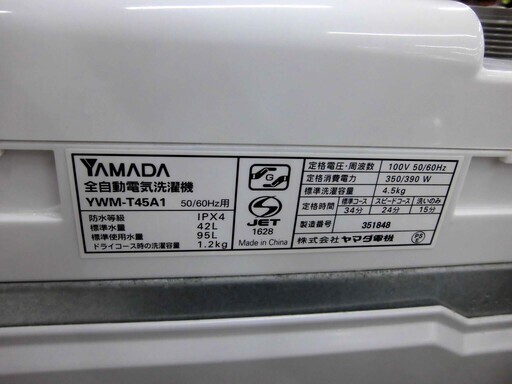 YAMADA
全自動電気洗濯機
YWM-T45A1 50/60Hz用
防水等級 IPX4
標準水量 42L
標準使用水量 95L
ドライコース時の洗濯容量 1.2kg
G
JET
1628
Made in China
定格電圧・周波数 100V 50/60Hz
定格消費電力 350/390 W
標準洗濯容量 4.5kg
定格時間 標準コース スピードコース 洗いのみ
34分 24分 15分
製造番号 351848
株式会社 ヤマダ電機
PS
E